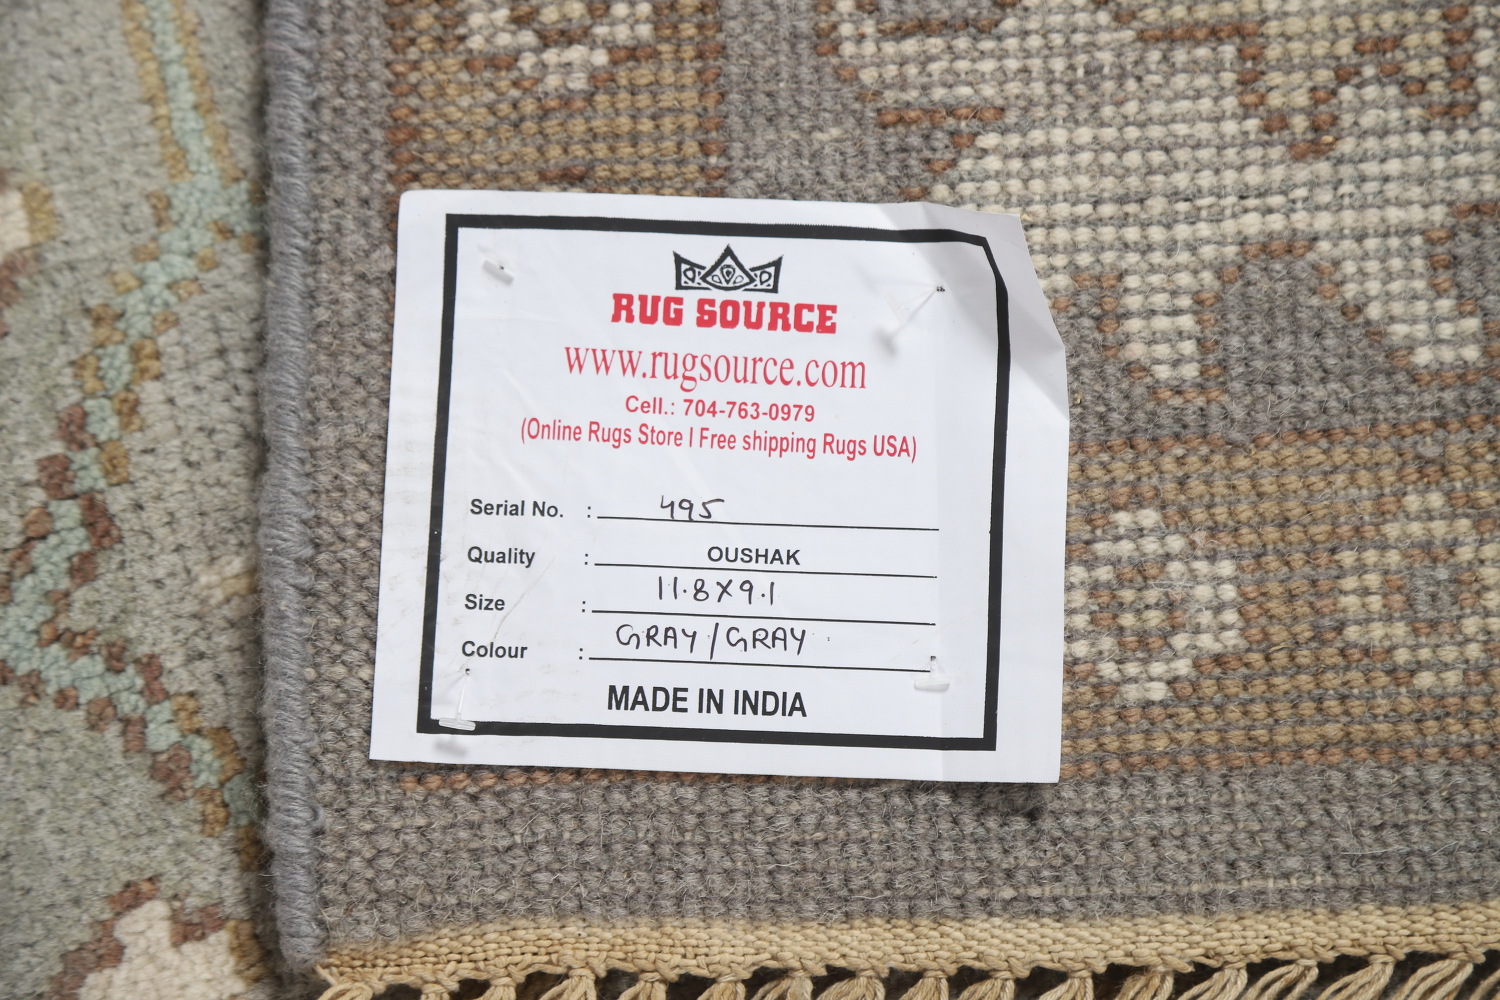 RUG SOURCE
www.rugsource.com
Cell.: 704-763-0979
(Online Rugs Store | Free shipping Rugs USA)
Serial No. : 495
Quality : OUSHAK
Size : 11.8X9.1
Colour : GRAY/GRAY
MADE IN INDIA